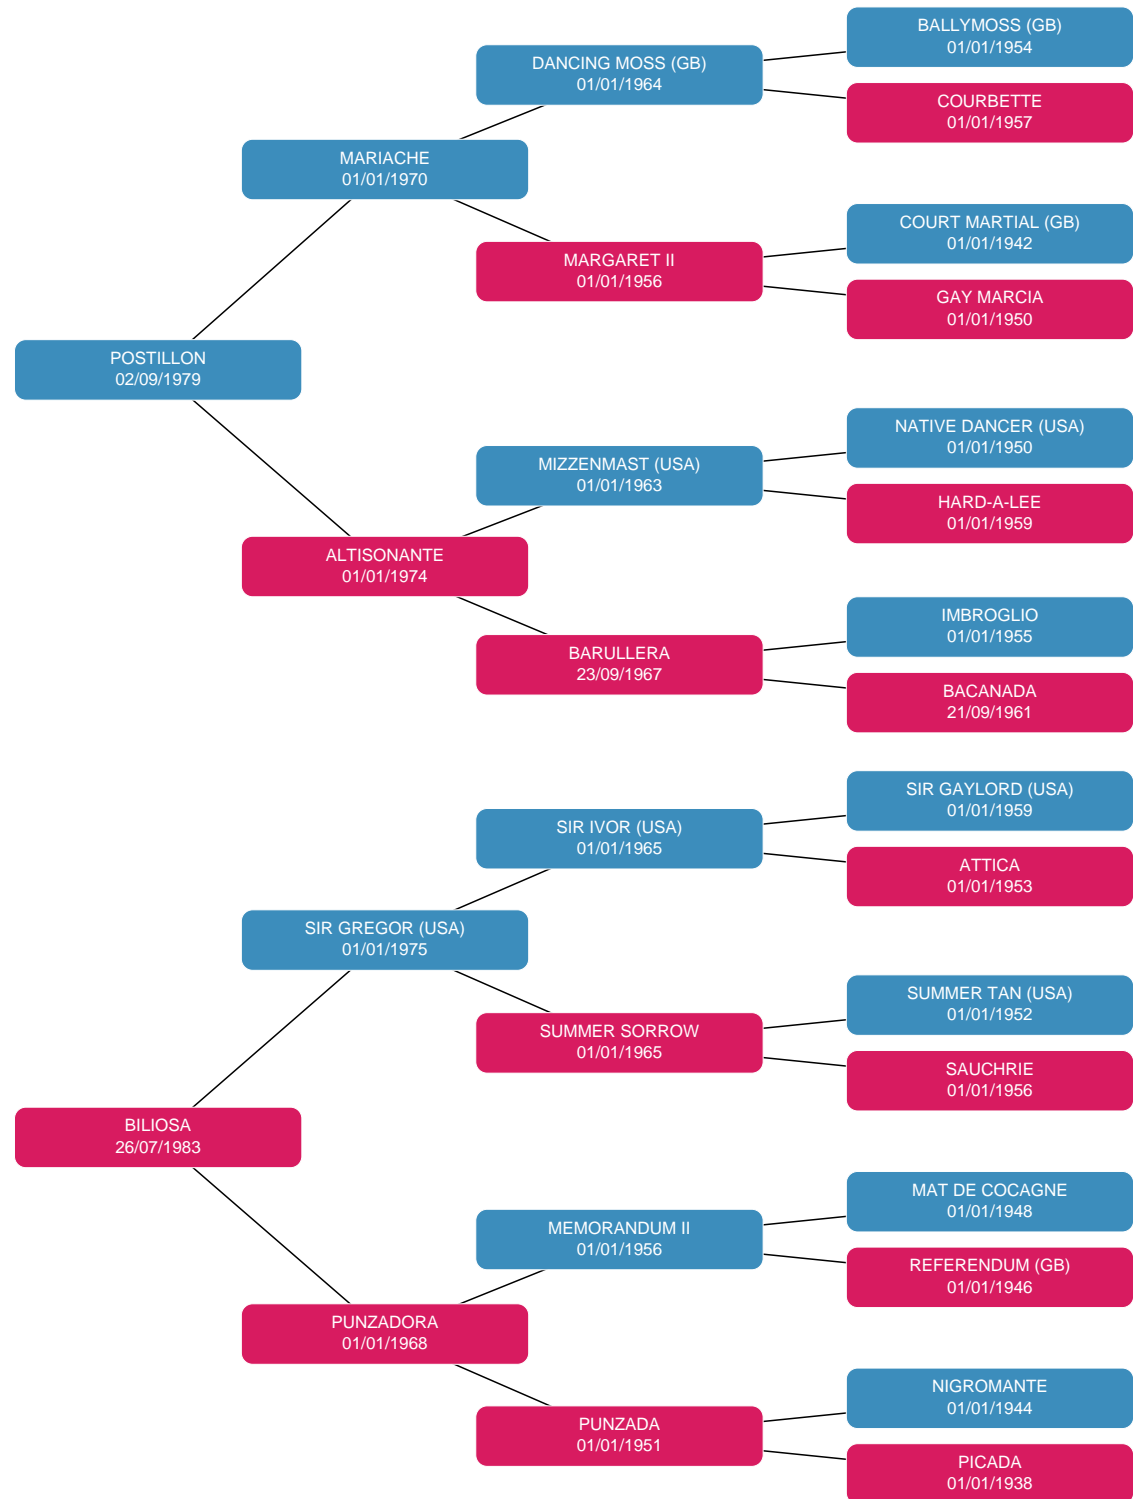 BALLYMOSS (GB)
01/01/1954
DANCING MOSS (GB)
01/01/1964
COURBETTE
01/01/1957
MARIACHE
01/01/1970
COURT MARTIAL (GB)
01/01/1942
MARGARET II
01/01/1956
GAY MARCIA
01/01/1950
POSTILLON
02/09/1979
NATIVE DANCER (USA)
01/01/1950
MIZZENMAST (USA)
01/01/1963
HARD-A-LEE
01/01/1959
ALTISONANTE
01/01/1974
IMBROGLIO
01/01/1955
BARULLERA
23/09/1967
BACANADA
21/09/1961
SIR GAYLORD (USA)
01/01/1959
SIR IVOR (USA)
01/01/1965
ATTICA
01/01/1953
SIR GREGOR (USA)
01/01/1975
SUMMER TAN (USA)
01/01/1952
SUMMER SORROW
01/01/1965
SAUCHRIE
01/01/1956
BILIOSA
26/07/1983
MAT DE COCAGNE
01/01/1948
MEMORANDUM II
01/01/1956
REFERENDUM (GB)
01/01/1946
PUNZADORA
01/01/1968
NIGROMANTE
01/01/1944
PUNZADA
01/01/1951
PICADA
01/01/1938